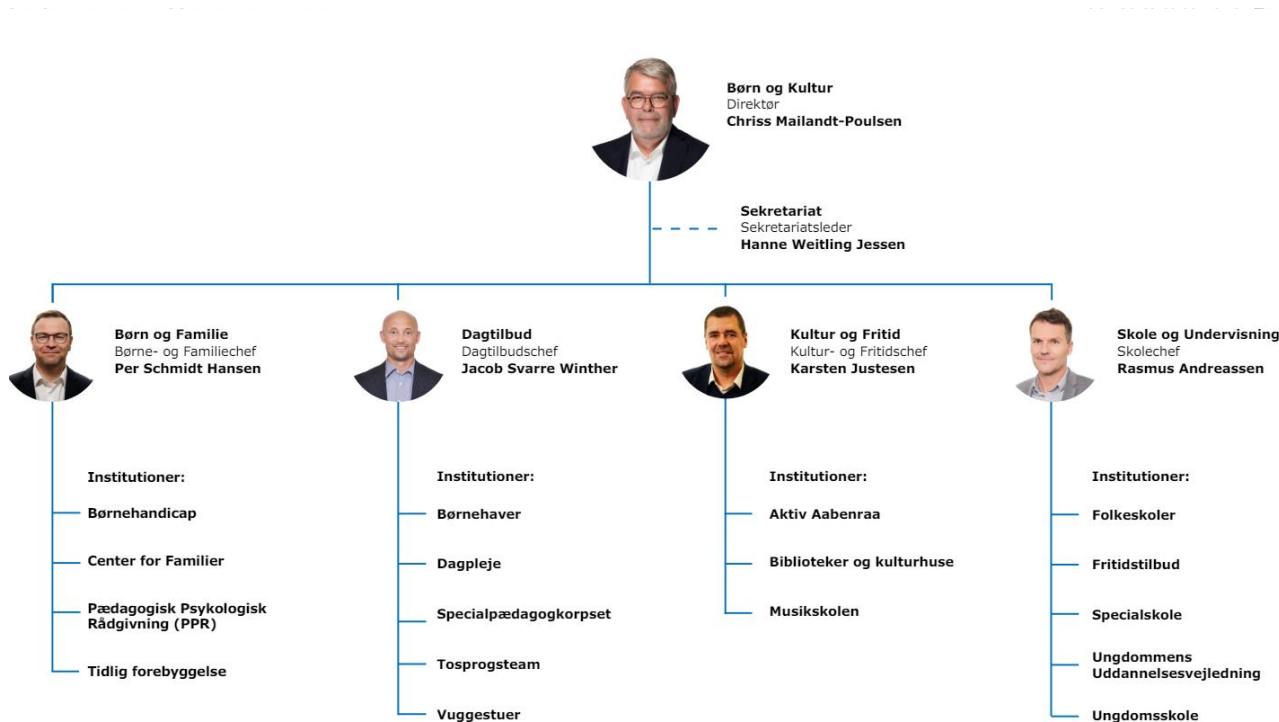 Børn og Kultur
Direktør
Chriss Mailandt-Poulsen
Sekretariat
Sekretariatsleder
Hanne Weitling Jessen
Børn og Familie
Børne- og Familiechef
Per Schmidt Hansen
Dagtilbud
Dagtilbudschef
Jacob Svarre Winther
Kultur og Fritid
Kultur- og Fritidschef
Karsten Justesen
Skole og Undervisning
Skolechef
Rasmus Andreassen
Institutioner:
Børnehandicap
Center for Familier
Pædagogisk Psykologisk
Rådgivning (PPR)
Tidlig forebyggelse
Institutioner:
Børnehaver
Dagpleje
Specialpædagogkorpset
Tosprogsteam
Vuggestuer
Institutioner:
Aktiv Aabenraa
Biblioteker og kulturhuse
Musikskolen
Institutioner:
Folkeskoler
Fritidstilbud
Specialskole
Ungdommens
Uddannelsesvejledning
Ungdomsskole